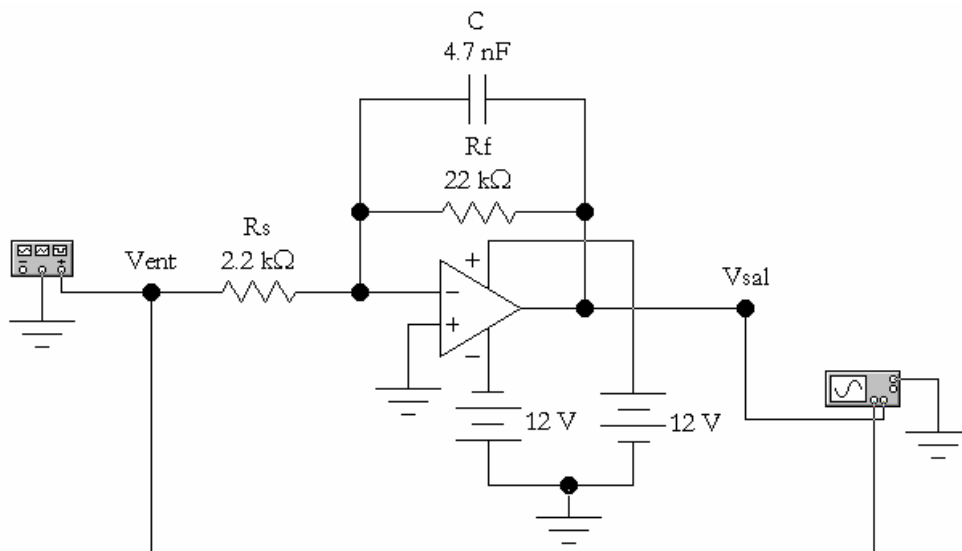 C
4.7 nF
Rf
22 kΩ
Rs
2.2 kΩ
Vent
Vsal
+
−
+
−
12 V
12 V
−
+